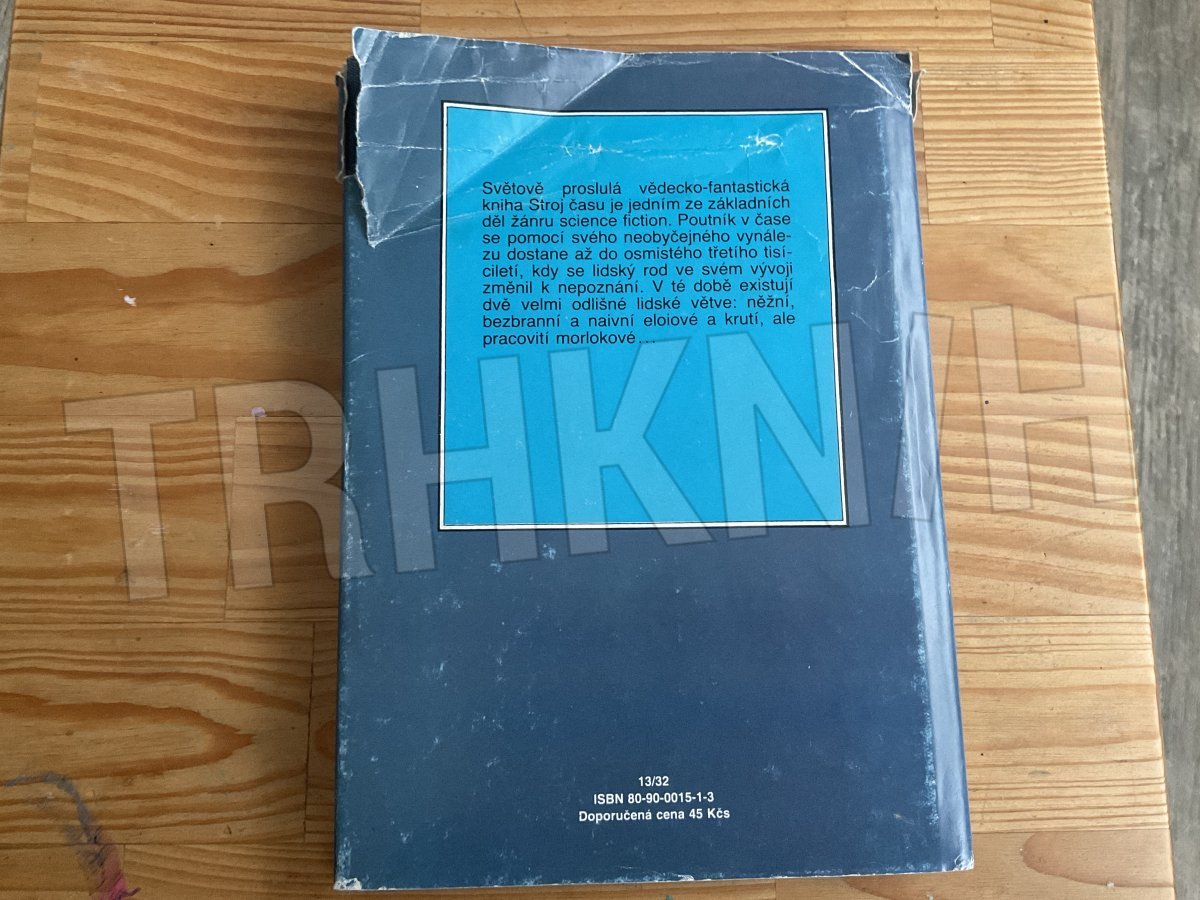 Světově proslulá vědecko-fantastická
kniha Stroj času je jedním ze základních
děl žánru science fiction. Poutník v čase
se pomocí svého neobyčejného vynále-
zu dostane až do osmistého třetího tisí-
ciletí, kdy se lidský rod ve svém vývoji
změnil k nepoznání. V té době existují
dvě velmi odlišné lidské větve: něžní,
bezbranní a naivní eloiové a krutí, ale
pracovití morlokové...
TRHKNIH
13/32
ISBN 80-90-0015-1-3
Doporučená cena 45 Kčs